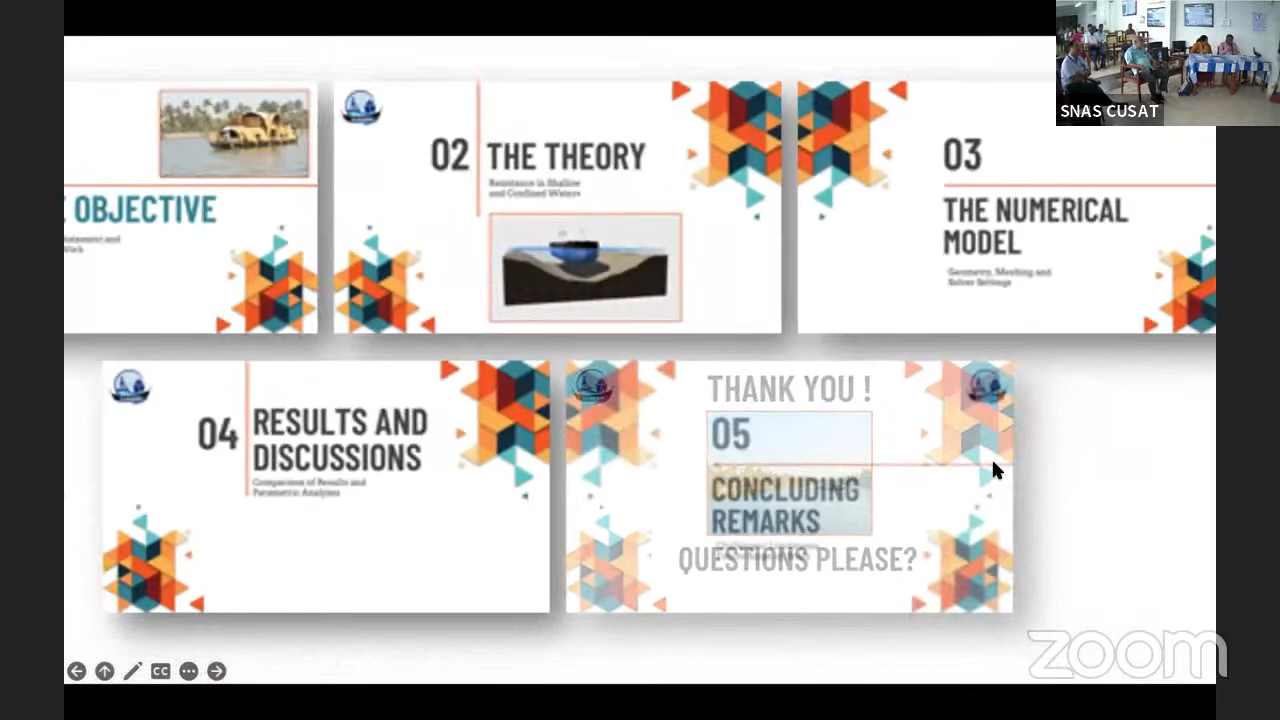 SNAS CUSAT
E OBJECTIVE
02
THE THEORY
Resistance in Shallow
and Confined Waters
03
THE NUMERICAL
MODEL
Geometry, Meshing and
Solver Settings
04
RESULTS AND
DISCUSSIONS
Comparison of Results and
Parametric Analysis
THANK YOU !
05
CONCLUDING
REMARKS
QUESTIONS PLEASE?
CC
zoom